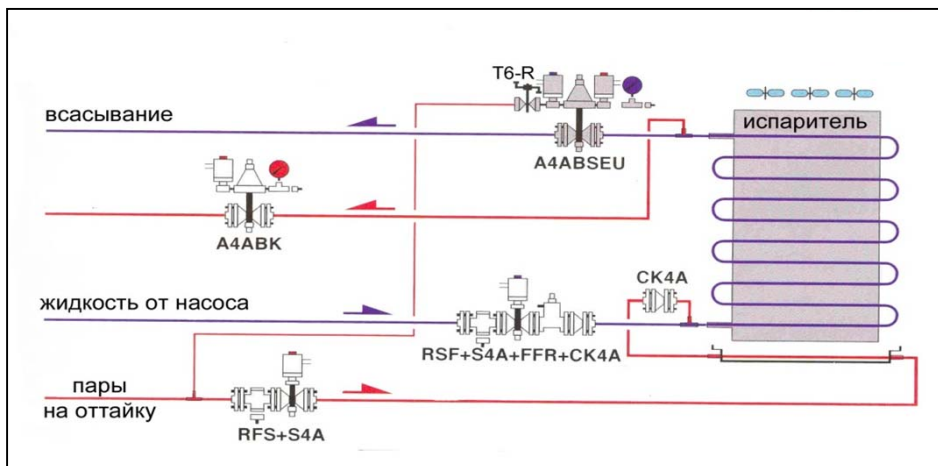 T6-R
всасывание
испаритель
A4ABSEU
A4ABK
CK4A
жидкость от насоса
RSF+S4A+FFR+CK4A
пары
на оттайку
RFS+S4A